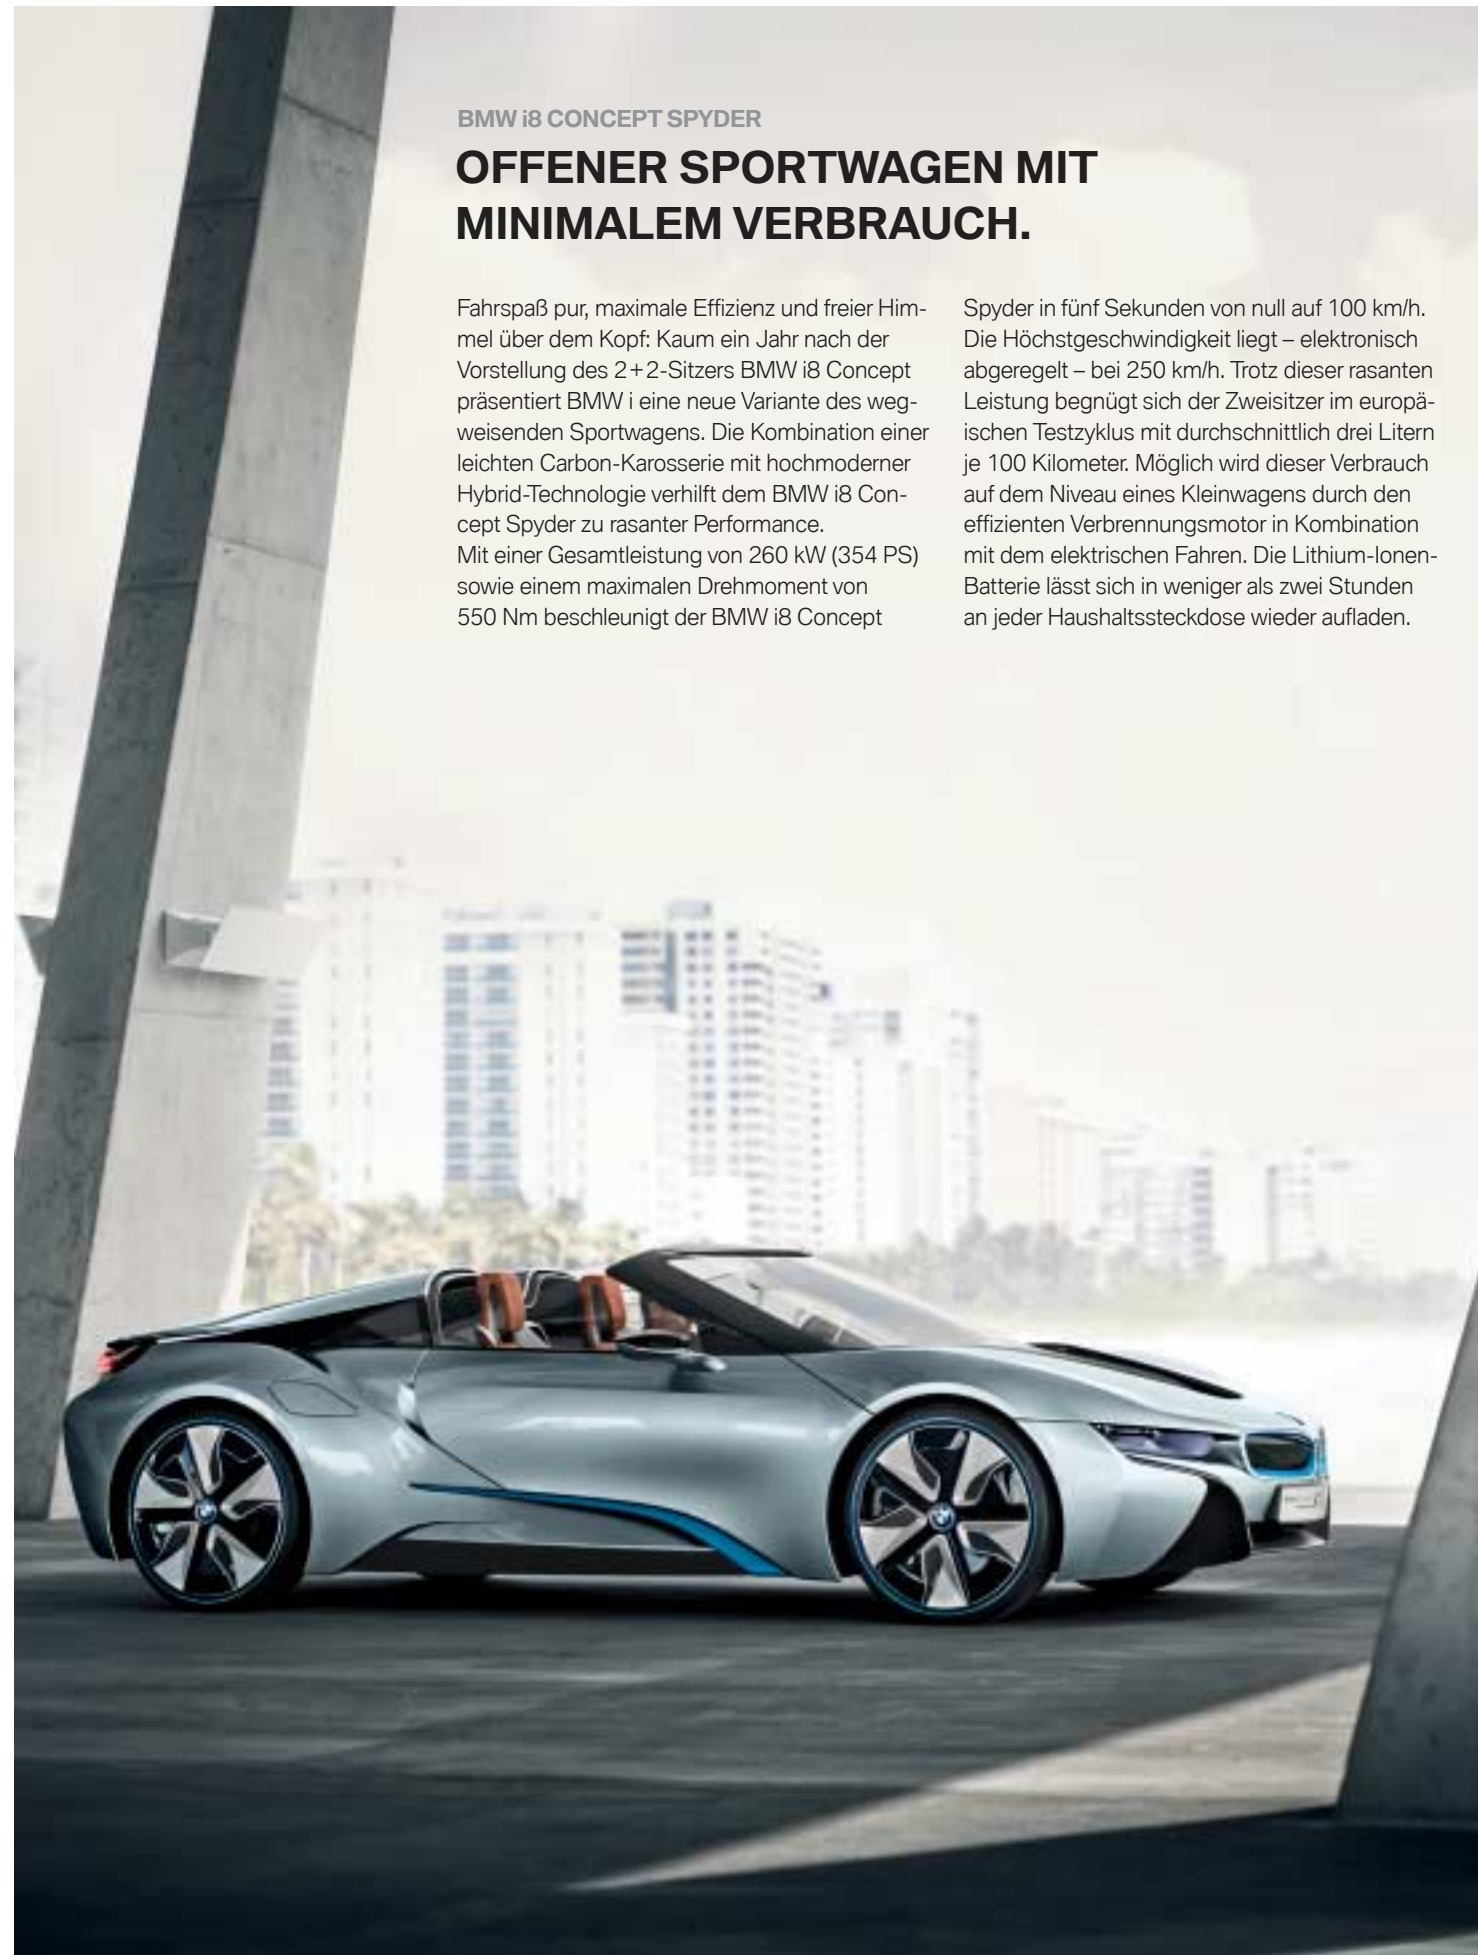 BMW i8 CONCEPT SPYDER
OFFENER SPORTWAGEN MIT
MINIMALEM VERBRAUCH.
Fahrspaß pur, maximale Effizienz und freier Him-
mel über dem Kopf: Kaum ein Jahr nach der
Vorstellung des 2+2-Sitzers BMW i8 Concept
präsentiert BMW i eine neue Variante des weg-
weisenden Sportwagens. Die Kombination einer
leichten Carbon-Karosserie mit hochmoderner
Hybrid-Technologie verhilft dem BMW i8 Con-
cept Spyder zu rasanter Performance.
Mit einer Gesamtleistung von 260 kW (354 PS)
sowie einem maximalen Drehmoment von
550 Nm beschleunigt der BMW i8 Concept
Spyder in fünf Sekunden von null auf 100 km/h.
Die Höchstgeschwindigkeit liegt – elektronisch
abgeregelt – bei 250 km/h. Trotz dieser rasanten
Leistung begnügt sich der Zweisitzer im europä-
ischen Testzyklus mit durchschnittlich drei Litern
je 100 Kilometer. Möglich wird dieser Verbrauch
auf dem Niveau eines Kleinwagens durch den
effizienten Verbrennungsmotor in Kombination
mit dem elektrischen Fahren. Die Lithium-Ionen-
Batterie lässt sich in weniger als zwei Stunden
an jeder Haushaltssteckdose wieder aufladen.